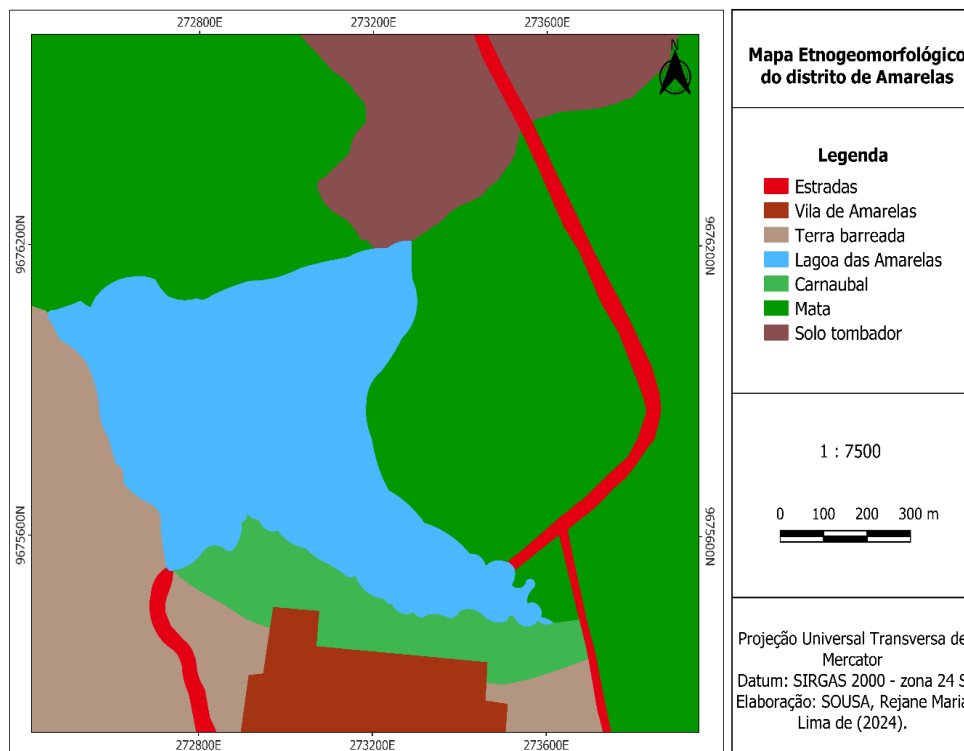 272800E 273200E 273600E
N
9676200N 9676200N
9675600N 9675600N
272800E 273200E 273600E
Mapa Etnogeomorfológico
do distrito de Amarelas
Legenda
Estradas
Vila de Amarelas
Terra barreada
Lagoa das Amarelas
Carnaubal
Mata
Solo tombador
1 : 7500
0 100 200 300 m
Projeção Universal Transversa de
Mercator
Datum: SIRGAS 2000 - zona 24 S
Elaboração: SOUSA, Rejane Maria
Lima de (2024).